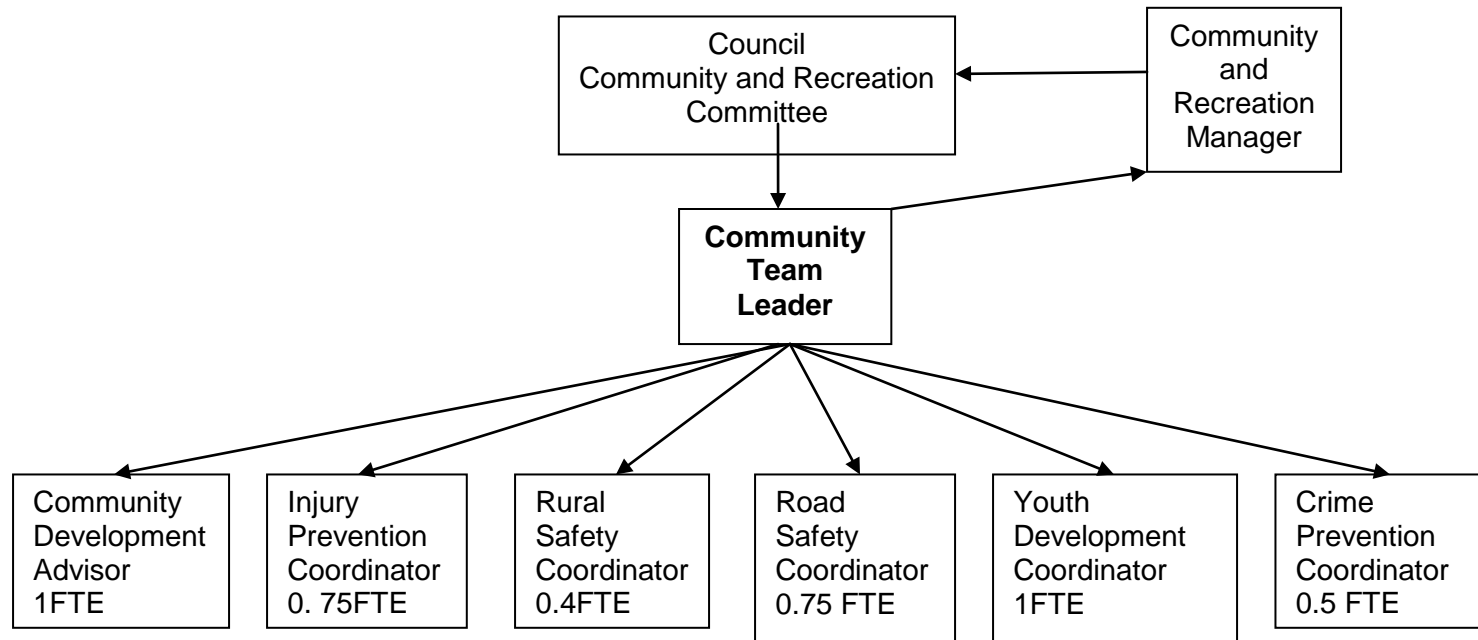 Council
Community and Recreation
Committee
Community
and
Recreation
Manager
Community
Team
Leader
Community
Development
Advisor
1FTE
Injury
Prevention
Coordinator
0. 75FTE
Rural
Safety
Coordinator
0.4FTE
Road
Safety
Coordinator
0.75 FTE
Youth
Development
Coordinator
1FTE
Crime
Prevention
Coordinator
0.5 FTE